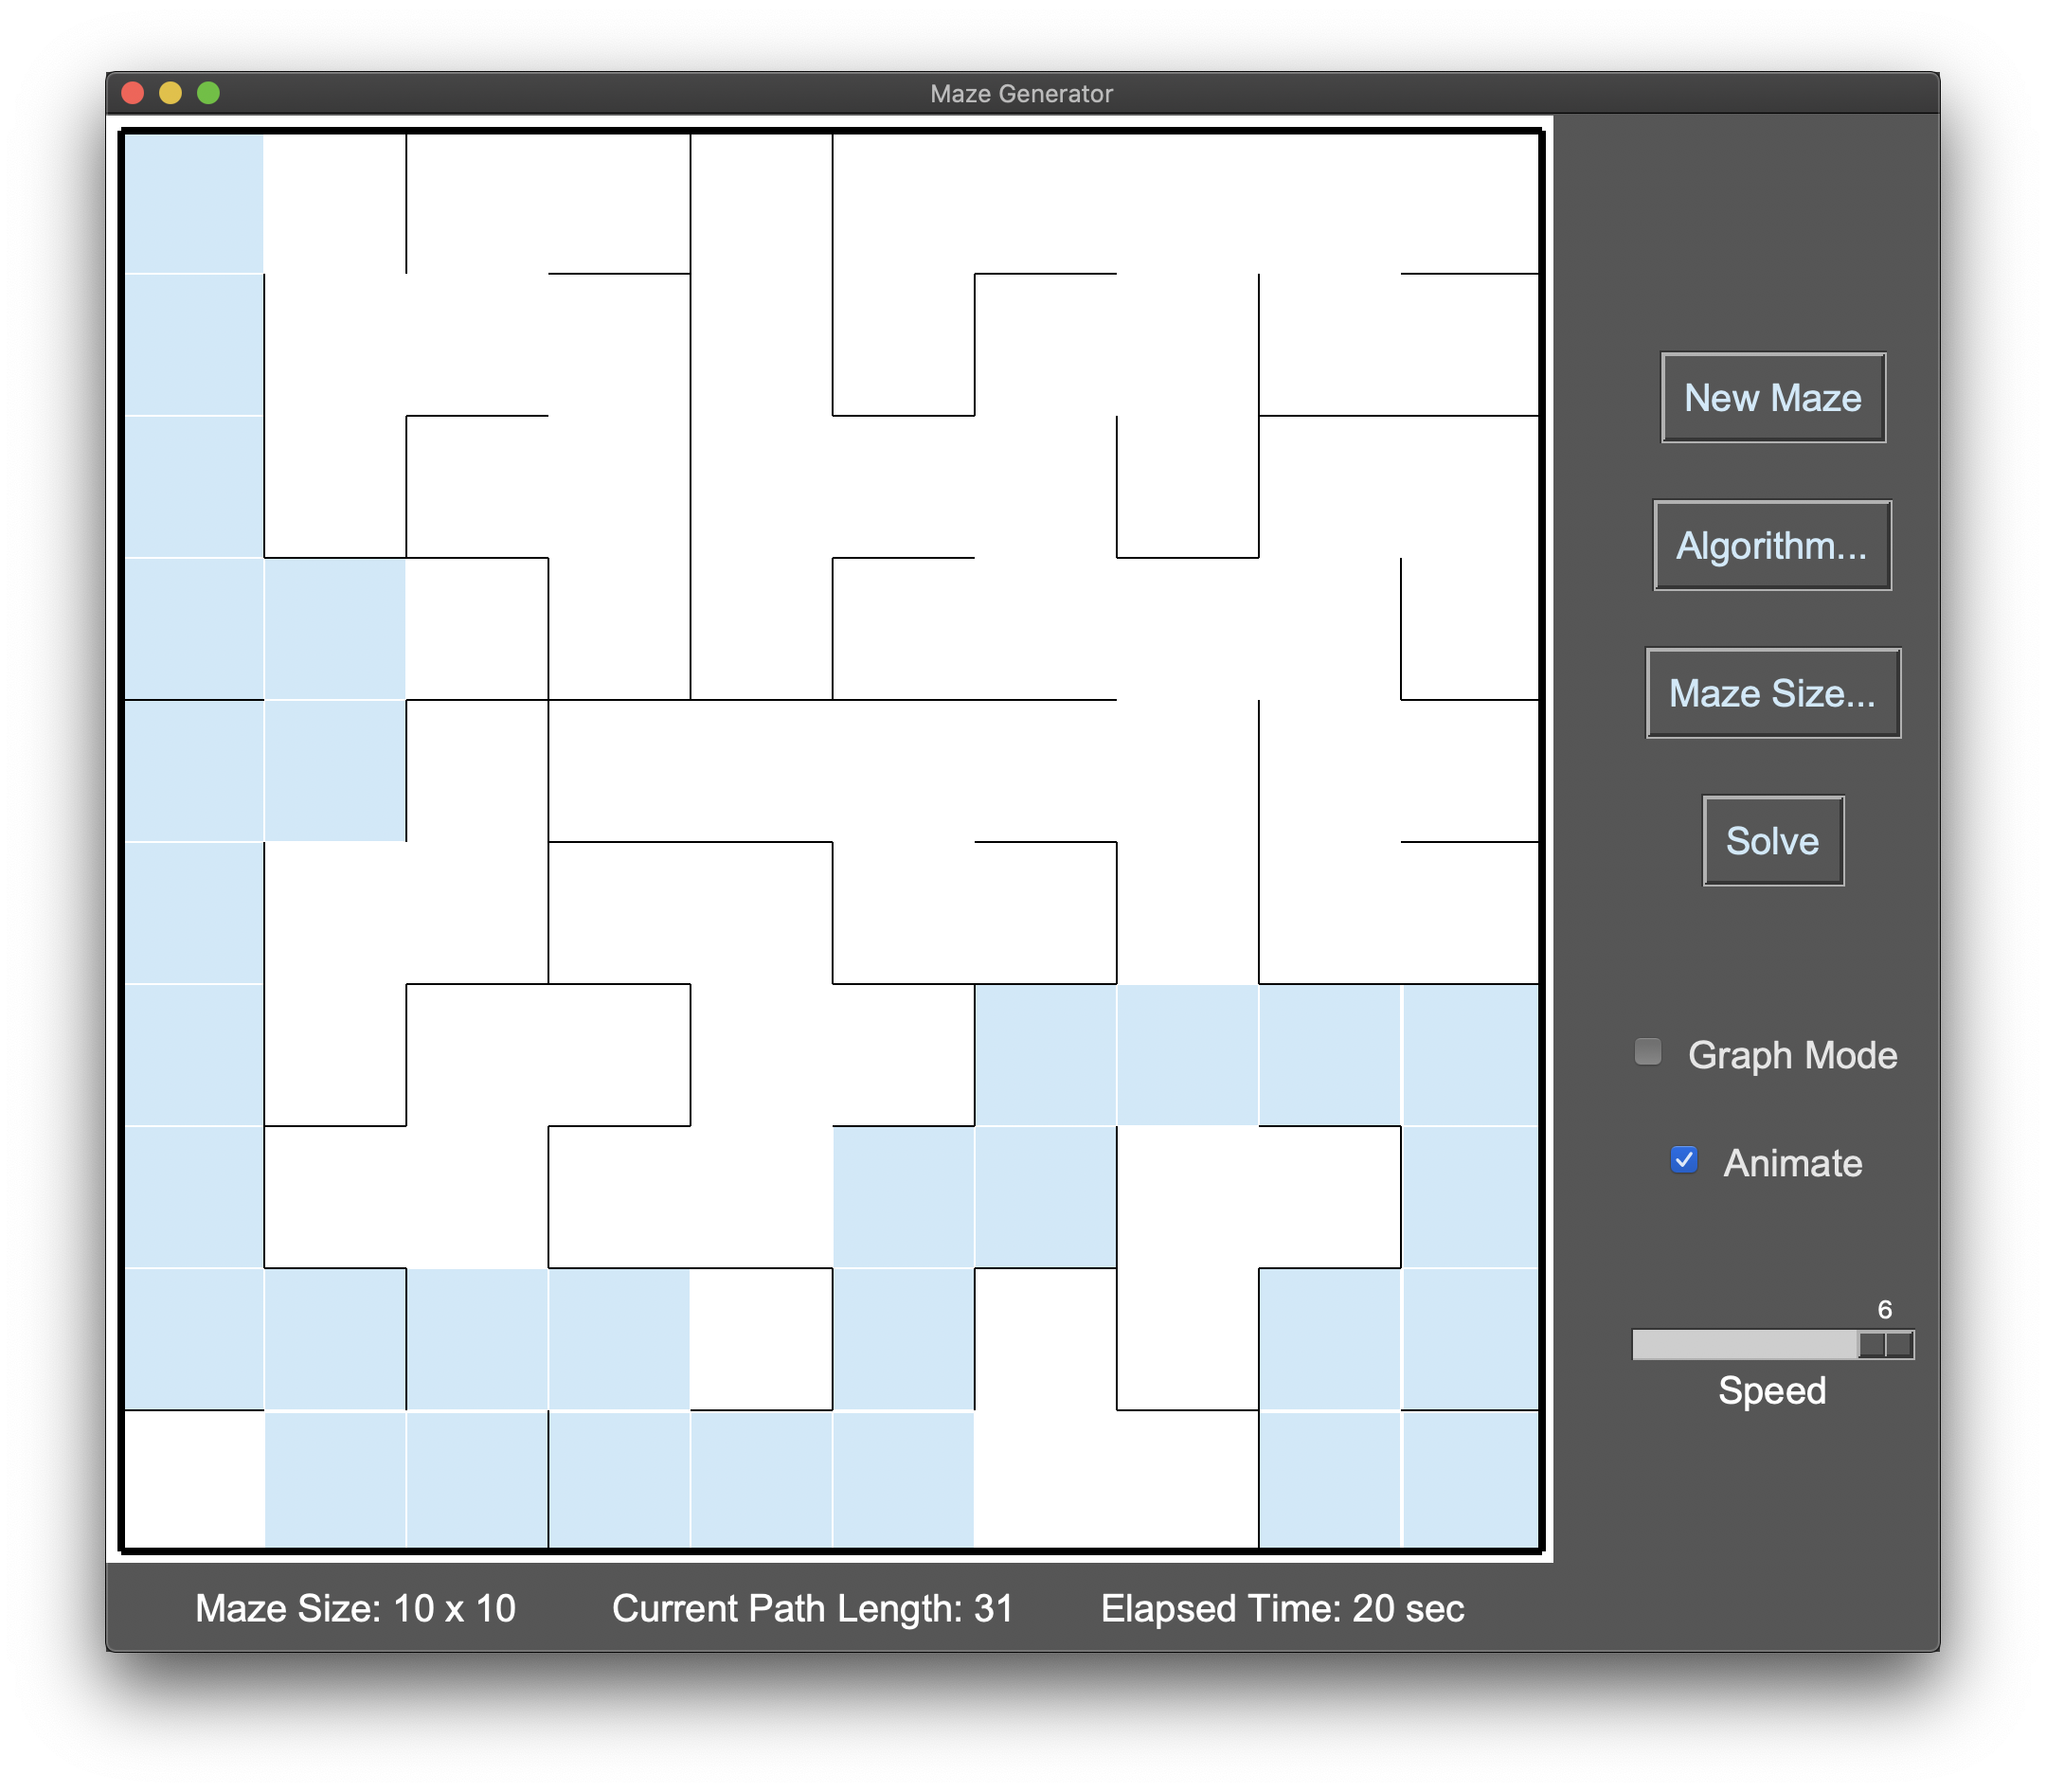 Maze Generator
New Maze
Algorithm...
Maze Size...
Solve
Graph Mode
Animate
6
Speed
Maze Size: 10 x 10 Current Path Length: 31 Elapsed Time: 20 sec